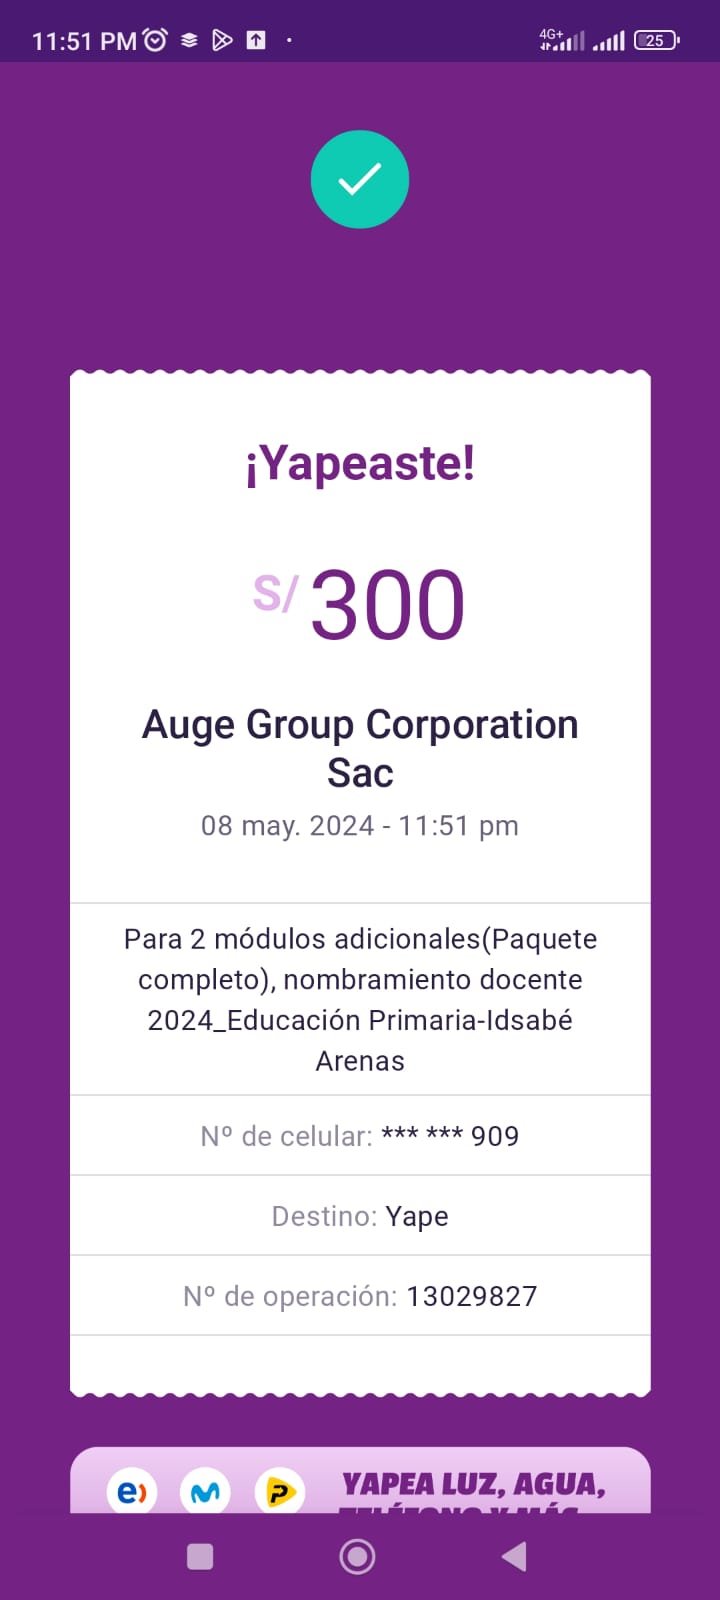 11:51 PM
4G+
25
¡Yapeaste!
S/ 300
Auge Group Corporation
Sac
08 may. 2024 - 11:51 pm
Para 2 módulos adicionales(Paquete
completo), nombramiento docente
2024_Educación Primaria-Idsabé
Arenas
Nº de celular: *** *** 909
Destino: Yape
Nº de operación: 13029827
YAPEA LUZ, AGUA,
TELÉFONO Y MÁS